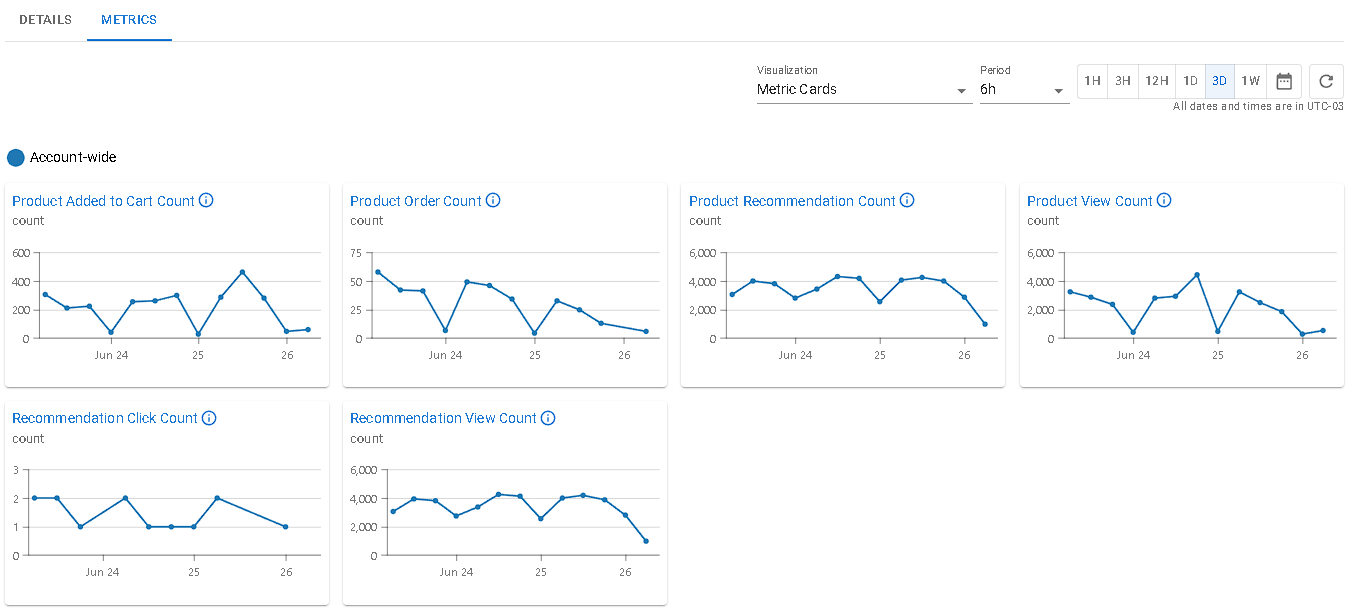 DETAILS METRICS
Visualization Period
Metric Cards 6h 1H 3H 12H 1D 3D 1W
All dates and times are in UTC-03
Account-wide
Product Added to Cart Count
count
600
400
200
0
Jun 24 25 26
Product Order Count
count
75
50
25
0
Jun 24 25 26
Product Recommendation Count
count
6,000
4,000
2,000
0
Jun 24 25 26
Product View Count
count
6,000
4,000
2,000
0
Jun 24 25 26
Recommendation Click Count
count
3
2
1
0
Jun 24 25 26
Recommendation View Count
count
6,000
4,000
2,000
0
Jun 24 25 26